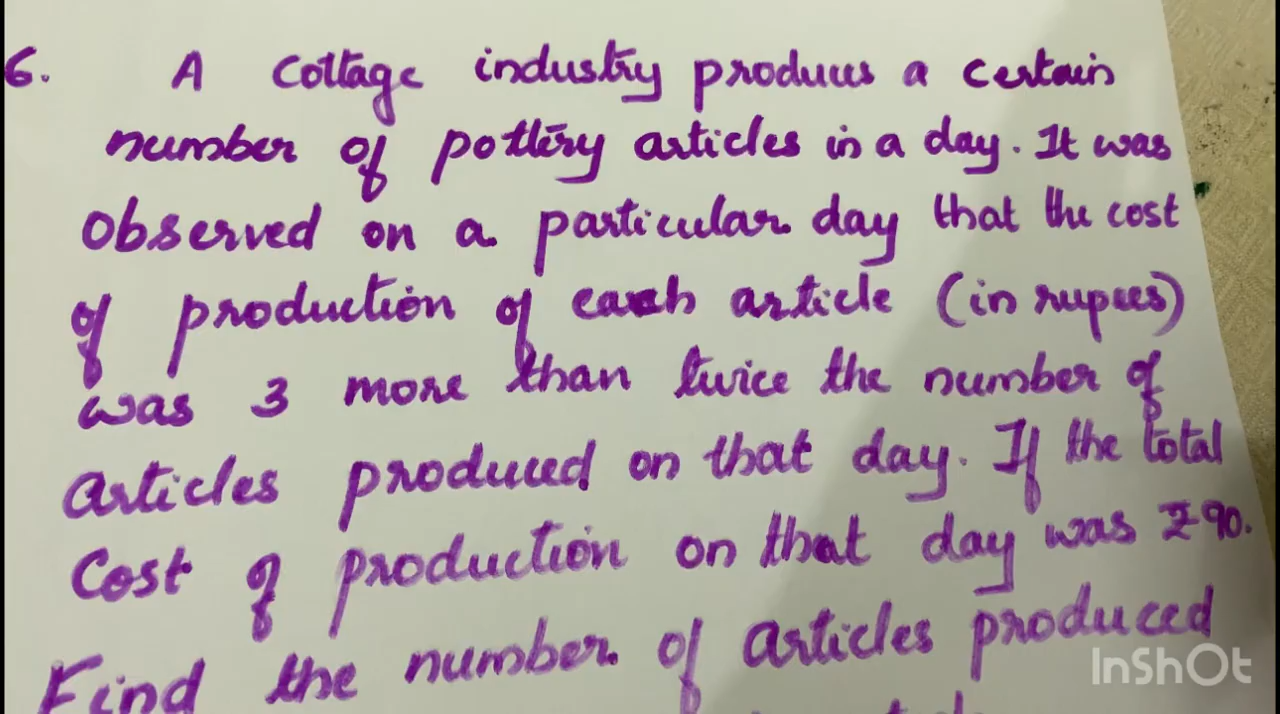 6. A Cottage industry produces a certain
number of pottery articles in a day. It was
observed on a particular day that the cost
of production of each article (in rupees)
was 3 more than twice the number of
articles produced on that day. If the total
Cost of production on that day was ₹90.
Find the number of articles produced
InShOt